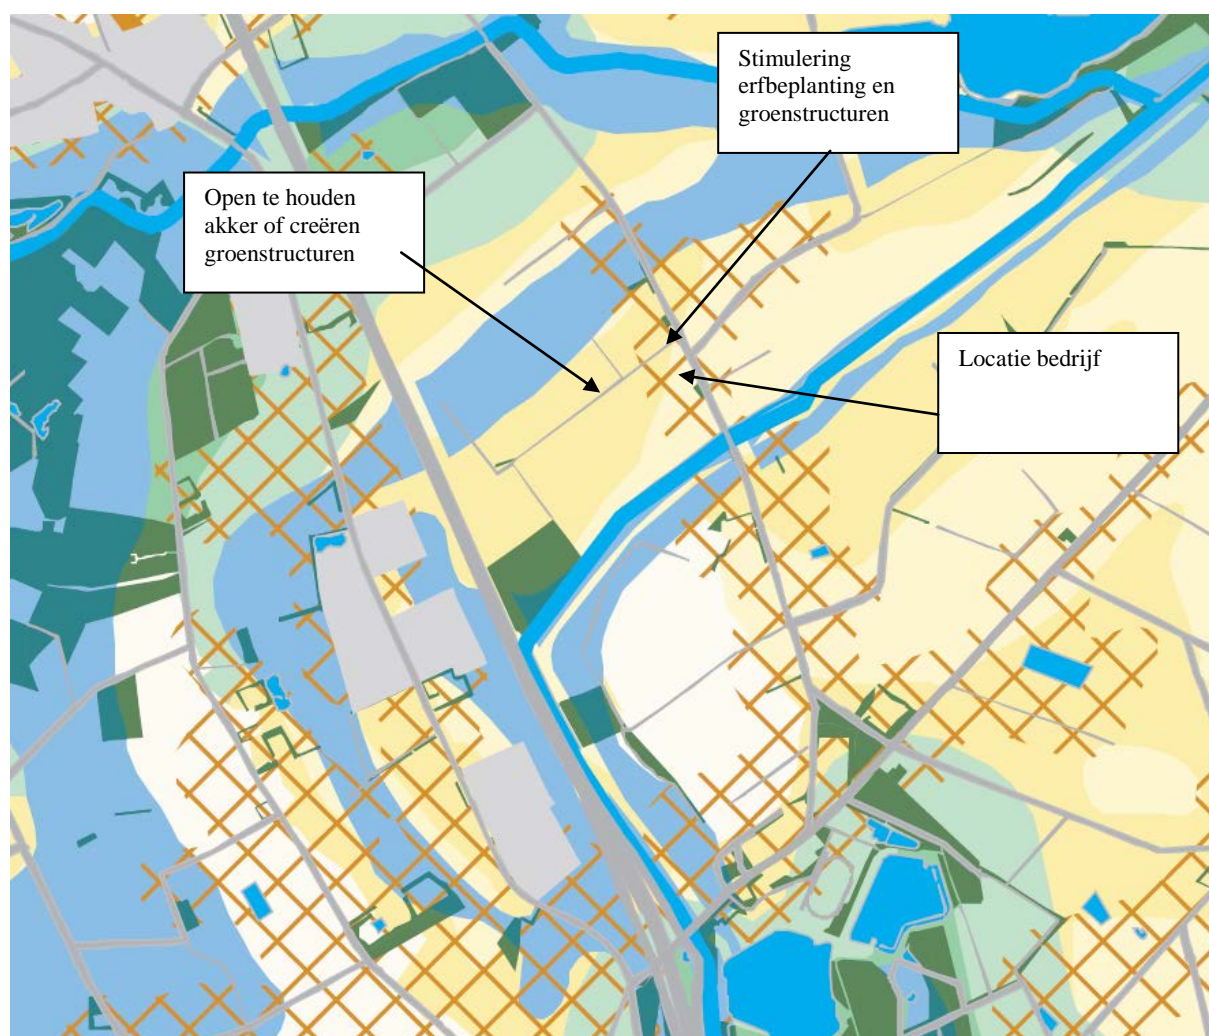 Stimulering
erfbeplanting en
groenstructuren
Open te houden
akker of creëren
groenstructuren
Locatie bedrijf